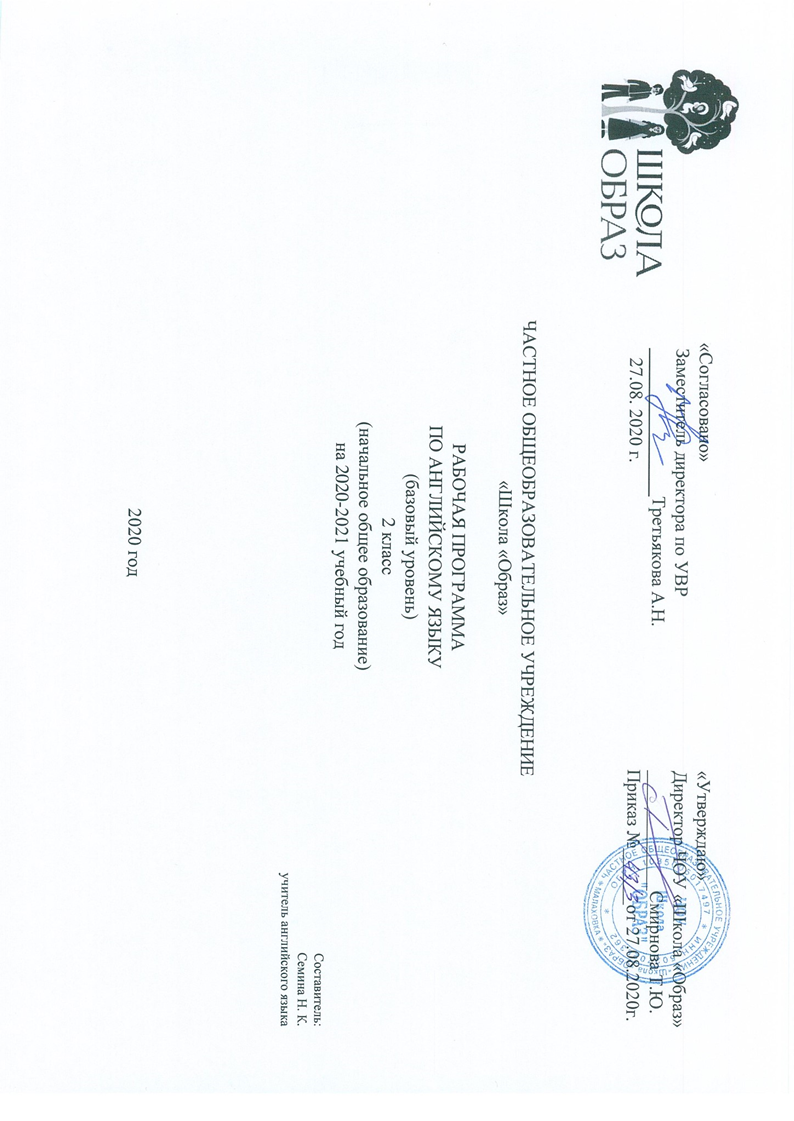 ШКОЛА
ОБРАЗ
«Согласовано»
Заместитель директора по УВР
Третьякова А.Н.
27.08. 2020 г.
«Утверждаю»
Директор ЧОУ «Школа «Образ»
Смирнова Т.Ю.
Приказ № от 27.08.2020г.
ЧАСТНОЕ ОБЩЕОБРАЗОВАТЕЛЬНОЕ УЧРЕЖДЕНИЕ
«Школа «Образ»
РАБОЧАЯ ПРОГРАММА
ПО АНГЛИЙСКОМУ ЯЗЫКУ
(базовый уровень)
2 класс
(начальное общее образование)
на 2020-2021 учебный год
Составитель:
Семина Н. К.
учитель английского языка
2020 год